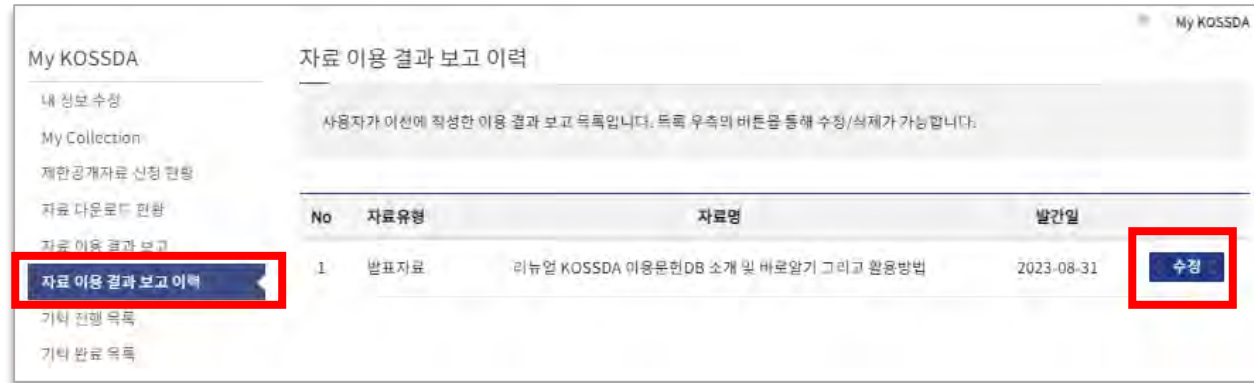 My KOSSDA
My KOSSDA
내 정보 수정
My Collection
제한공개자료 신청 현황
자료 다운로드 현황
자료 이용 결과 보고
자료 이용 결과 보고 이력
기탁 진행 목록
기탁 완료 목록
자료 이용 결과 보고 이력
사용자가 이전에 작성한 이용 결과 보고 목록입니다. 목록 우측의 버튼을 통해 수정/삭제가 가능합니다.
No 자료유형 자료명 발간일
1 발표자료 리뉴얼 KOSSDA 이용문헌DB 소개 및 바로알기 그리고 활용방법 2023-08-31 수정